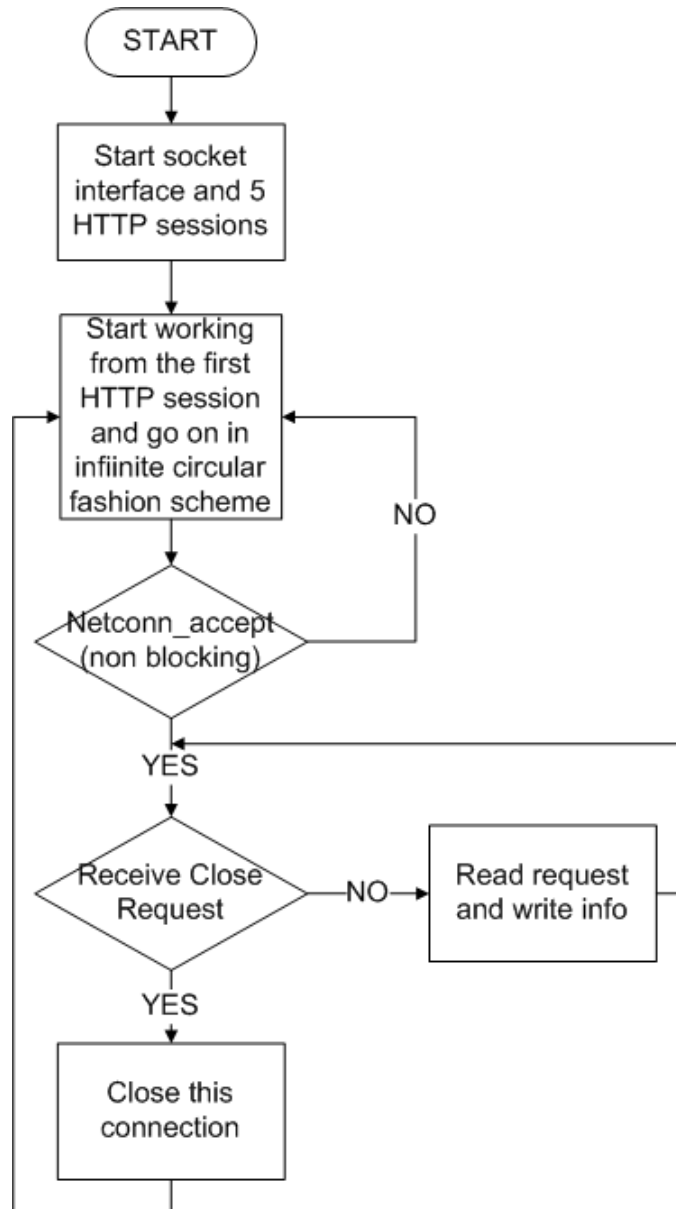 START
Start socket
interface and 5
HTTP sessions
Start working
from the first
HTTP session
and go on in
infiinite circular
fashion scheme
NO
Netconn_accept
(non blocking)
YES
Receive Close
Request
NO
Read request
and write info
YES
Close this
connection